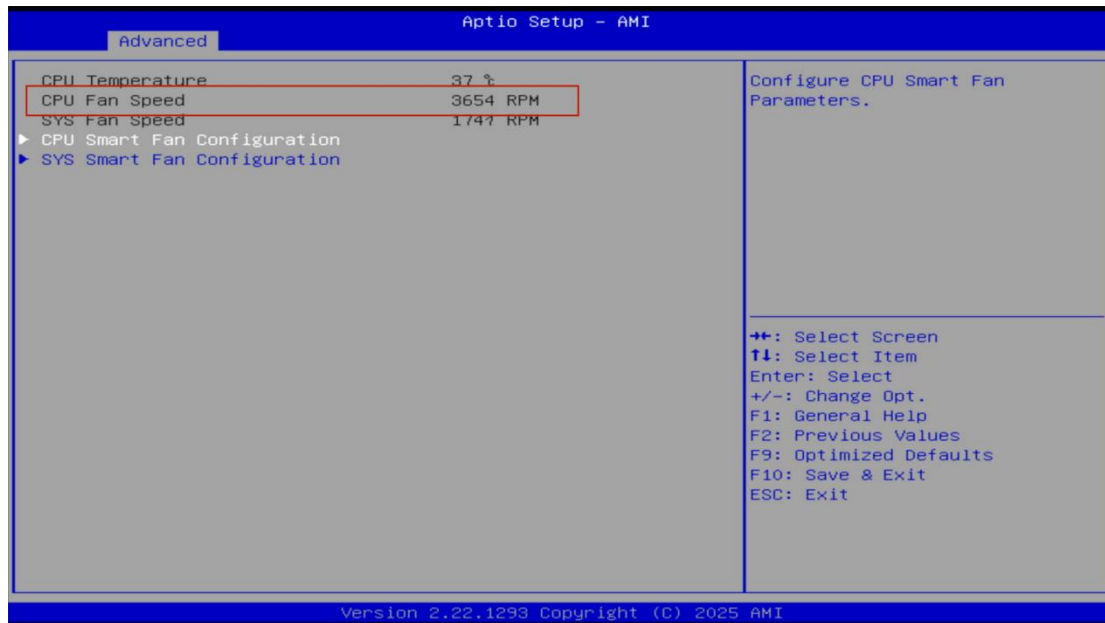 Aptio Setup - AMI
Advanced
CPU Temperature 37 ℃
CPU Fan Speed 3654 RPM
SYS Fan Speed RPM
CPU Smart Fan Configuration
SYS Smart Fan Configuration
Configure CPU Smart Fan
Parameters.
→←: Select Screen
↑↓: Select Item
Enter: Select
+/-: Change Opt.
F1: General Help
F2: Previous Values
F9: Optimized Defaults
F10: Save & Exit
ESC: Exit
Version 2.22.1293 Copyright (C) 2025 AMI